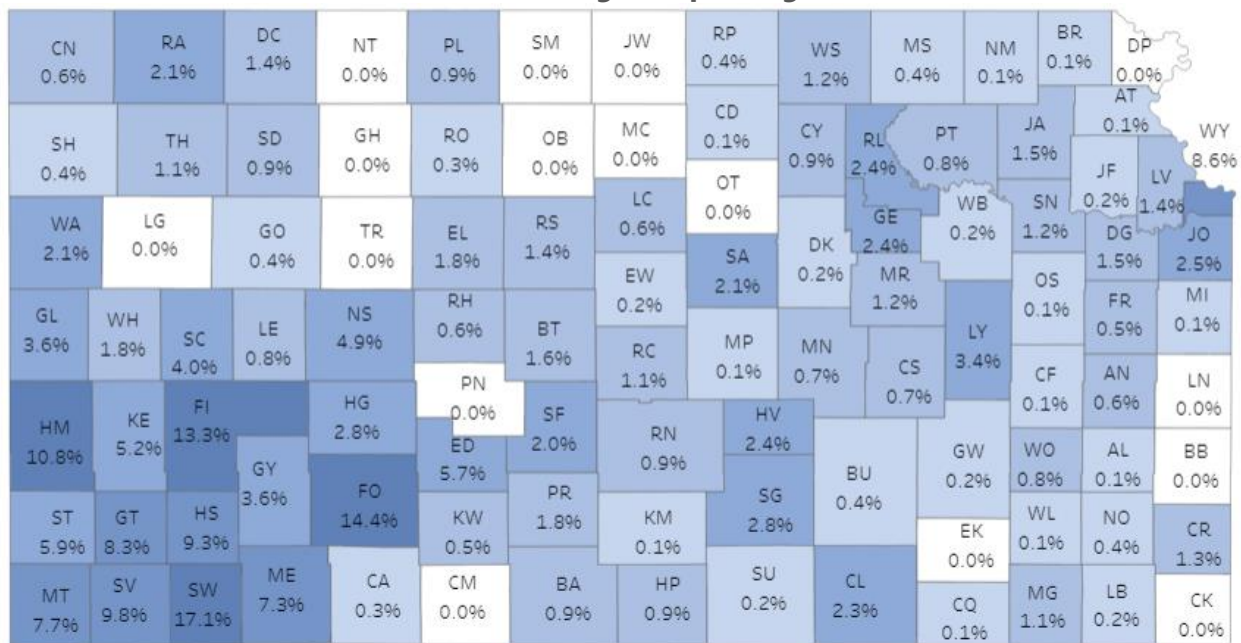 CN
0.6%
RA
2.1%
DC
1.4%
NT
0.0%
PL
0.9%
SM
0.0%
JW
0.0%
RP
0.4%
WS
1.2%
MS
0.4%
NM
0.1%
BR
0.1%
DP
0.0%
SH
0.4%
TH
1.1%
SD
0.9%
GH
0.0%
RO
0.3%
OB
0.0%
MC
0.0%
CD
0.1%
CY
0.9%
RL
2.4%
PT
0.8%
JA
1.5%
AT
0.1%
WY
8.6%
OT
0.0%
JF
0.2%
LV
1.4%
WA
2.1%
LG
0.0%
GO
0.4%
TR
0.0%
EL
1.8%
RS
1.4%
LC
0.6%
SA
2.1%
DK
0.2%
GE
2.4%
WB
0.2%
SN
1.2%
DG
1.5%
JO
2.5%
EW
0.2%
MR
1.2%
OS
0.1%
GL
3.6%
WH
1.8%
SC
4.0%
LE
0.8%
NS
4.9%
RH
0.6%
BT
1.6%
RC
1.1%
MP
0.1%
MN
0.7%
CS
0.7%
LY
3.4%
FR
0.5%
MI
0.1%
HM
10.8%
KE
5.2%
FI
13.3%
HG
2.8%
PN
0.0%
SF
2.0%
CF
0.1%
AN
0.6%
LN
0.0%
GY
3.6%
ED
5.7%
RN
0.9%
HV
2.4%
BU
0.4%
GW
0.2%
WO
0.8%
AL
0.1%
BB
0.0%
ST
5.9%
GT
8.3%
HS
9.3%
FO
14.4%
KW
0.5%
PR
1.8%
KM
0.1%
SG
2.8%
EK
0.0%
WL
0.1%
NO
0.4%
CR
1.3%
MT
7.7%
SV
9.8%
SW
17.1%
ME
7.3%
CA
0.3%
CM
0.0%
BA
0.9%
HP
0.9%
SU
0.2%
CL
2.3%
CQ
0.1%
MG
1.1%
LB
0.2%
CK
0.0%